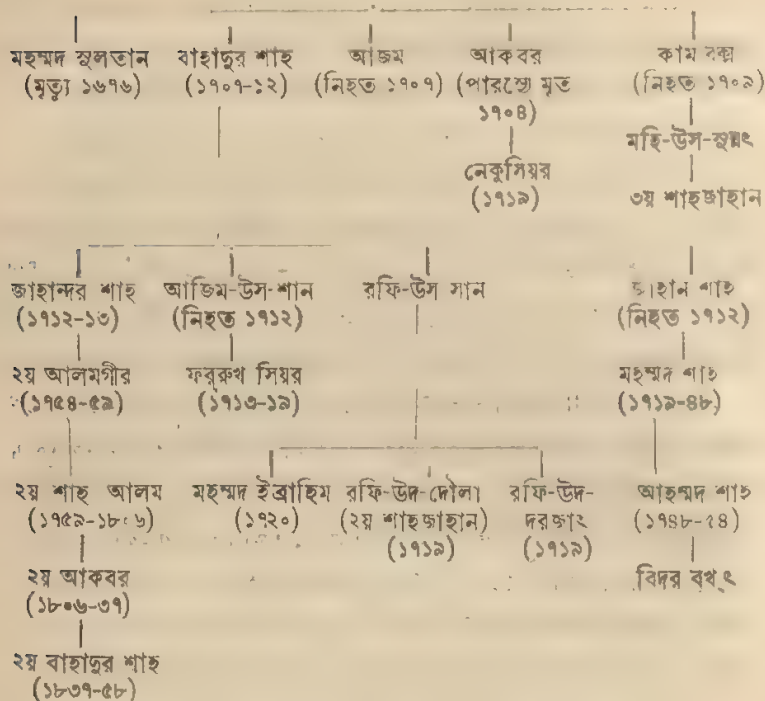 মহম্মদ সুলতান বাহাদুর শাহ আজম আকবর কাম বক্স
(মৃত্যু ১৬৭৬) (১৭০৭-১২) (নিহত ১৭০৭) (পারস্যে মৃত (নিহত ১৭০৯)
১৭০৪)
মহি-উস-সুন্নৎ
নেকুসিয়র
(১৭১৯) ৩য় শাহজাহান
জাহান্দর শাহ আজিম-উস-শান রফি-উস সান জাহান শাহ
(১৭১২-১৩) (নিহত ১৭১২) (নিহত ১৭১২)
২য় আলমগীর ফররুখ সিয়র মহম্মদ শাহ
(১৭৫৪-৫৯) (১৭১৩-১৯) (১৭১৯-৪৮)
২য় শাহ আলম মহম্মদ ইব্রাহিম রফি-উদ-দৌলা রফি-উদ- আহম্মদ শাহ
(১৭৫৯-১৮০৬) (১৭২০) (২য় শাহজাহান) দরজাৎ (১৭৪৮-৫৪)
(১৭১৯) (১৭১৯)
২য় আকবর বিদর বখৎ
(১৮০৬-৩৭)
২য় বাহাদুর শাহ
(১৮৩৭-৫৮)